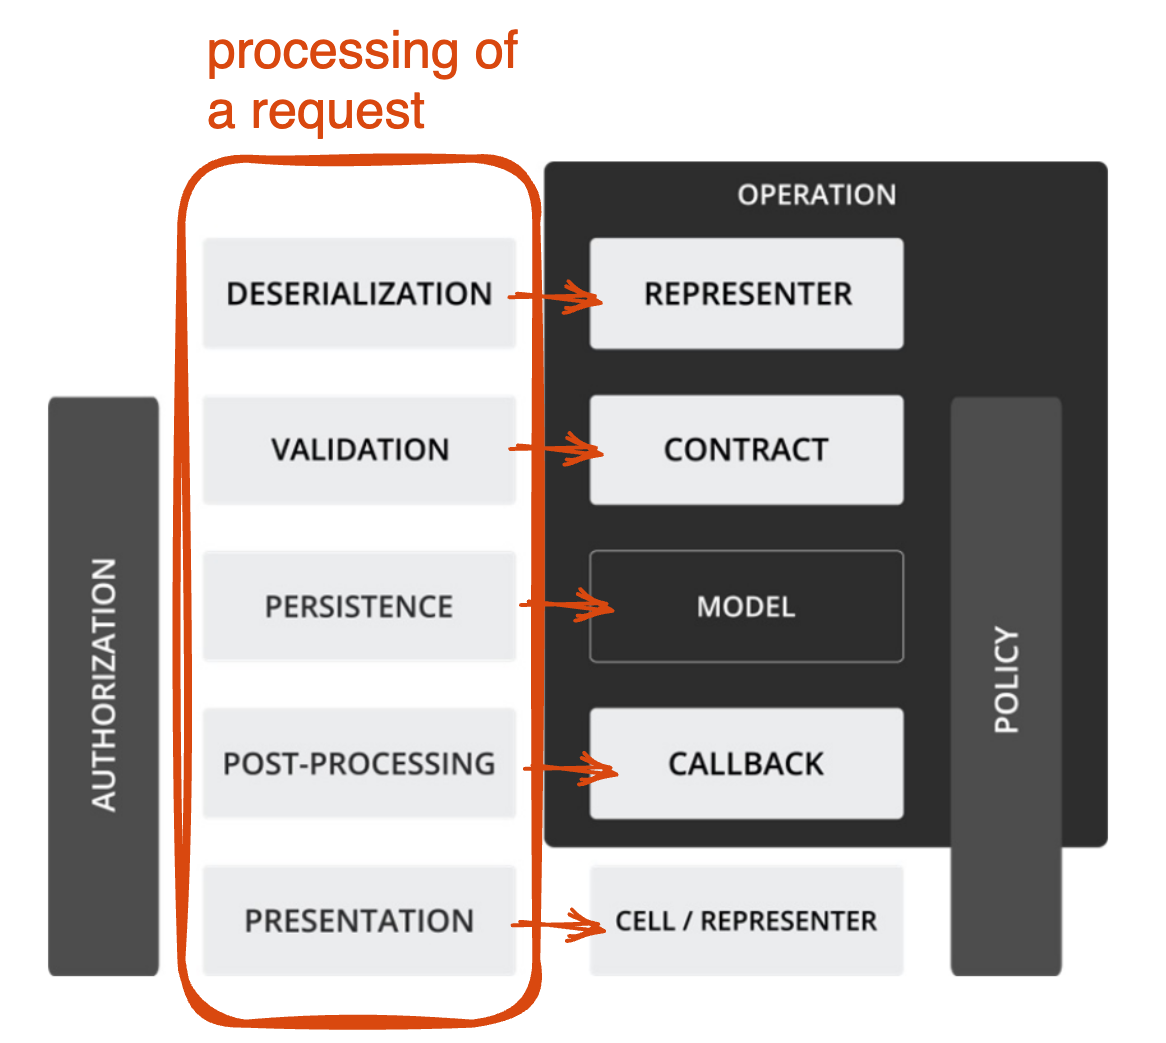 processing of
a request
OPERATION
DESERIALIZATION
REPRESENTER
VALIDATION
CONTRACT
PERSISTENCE
MODEL
POST-PROCESSING
CALLBACK
PRESENTATION
CELL / REPRESENTER
AUTHORIZATION
POLICY